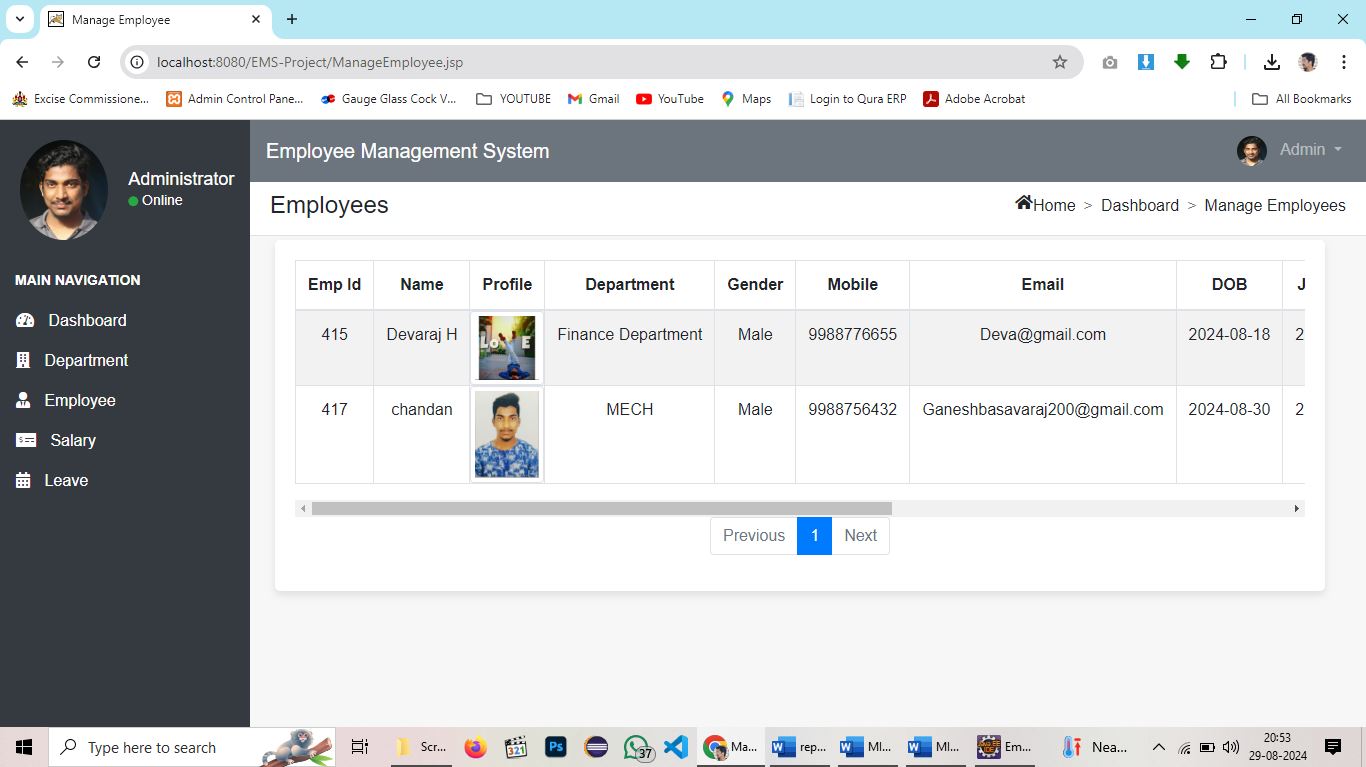 Manage Employee
localhost:8080/EMS-Project/ManageEmployee.jsp
Excise Commissione... Admin Control Pane... Gauge Glass Cock V... YOUTUBE Gmail YouTube Maps Login to Qura ERP Adobe Acrobat All Bookmarks
Employee Management System Admin
Administrator
Online
Employees Home > Dashboard > Manage Employees
MAIN NAVIGATION
Dashboard
Department
Employee
Salary
Leave
Emp Id Name Profile Department Gender Mobile Email DOB J
415 Devaraj H LOVE Finance Department Male 9988776655 Deva@gmail.com 2024-08-18 2
417 chandan MECH Male 9988756432 Ganeshbasavaraj200@gmail.com 2024-08-30 2
Previous 1 Next
Type here to search Scr... 321 Ps 37 Ma... rep... MI... MI... Em... Nea... 20:53
29-08-2024